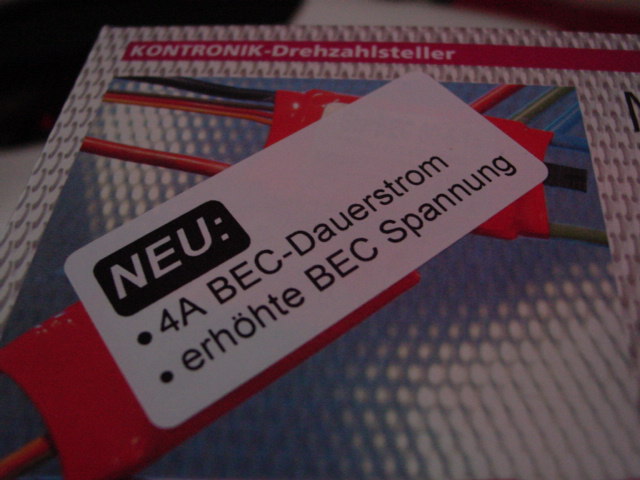 KONTRONIK-Drehzahlsteller
NEU:
• 4A BEC-Dauerstrom
• erhöhte BEC Spannung